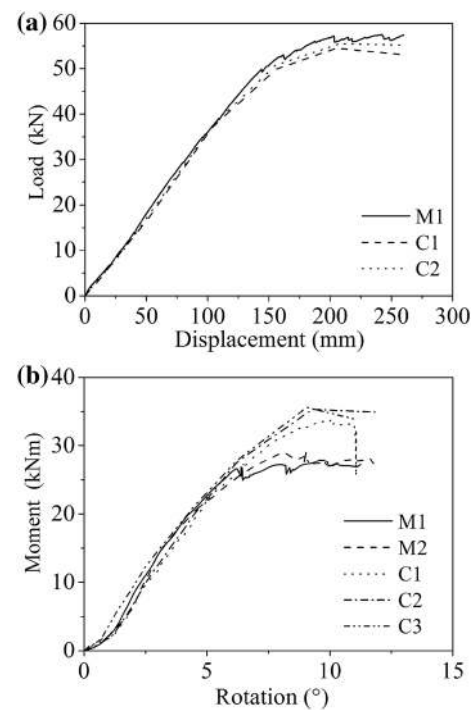 (a)
60
50
40
30
20
10
0
Load (kN)
M1
C1
C2
0 50 100 150 200 250 300
Displacement (mm)
(b)
40
30
20
10
0
Moment (kNm)
M1
M2
C1
C2
C3
0 5 10 15
Rotation (°)